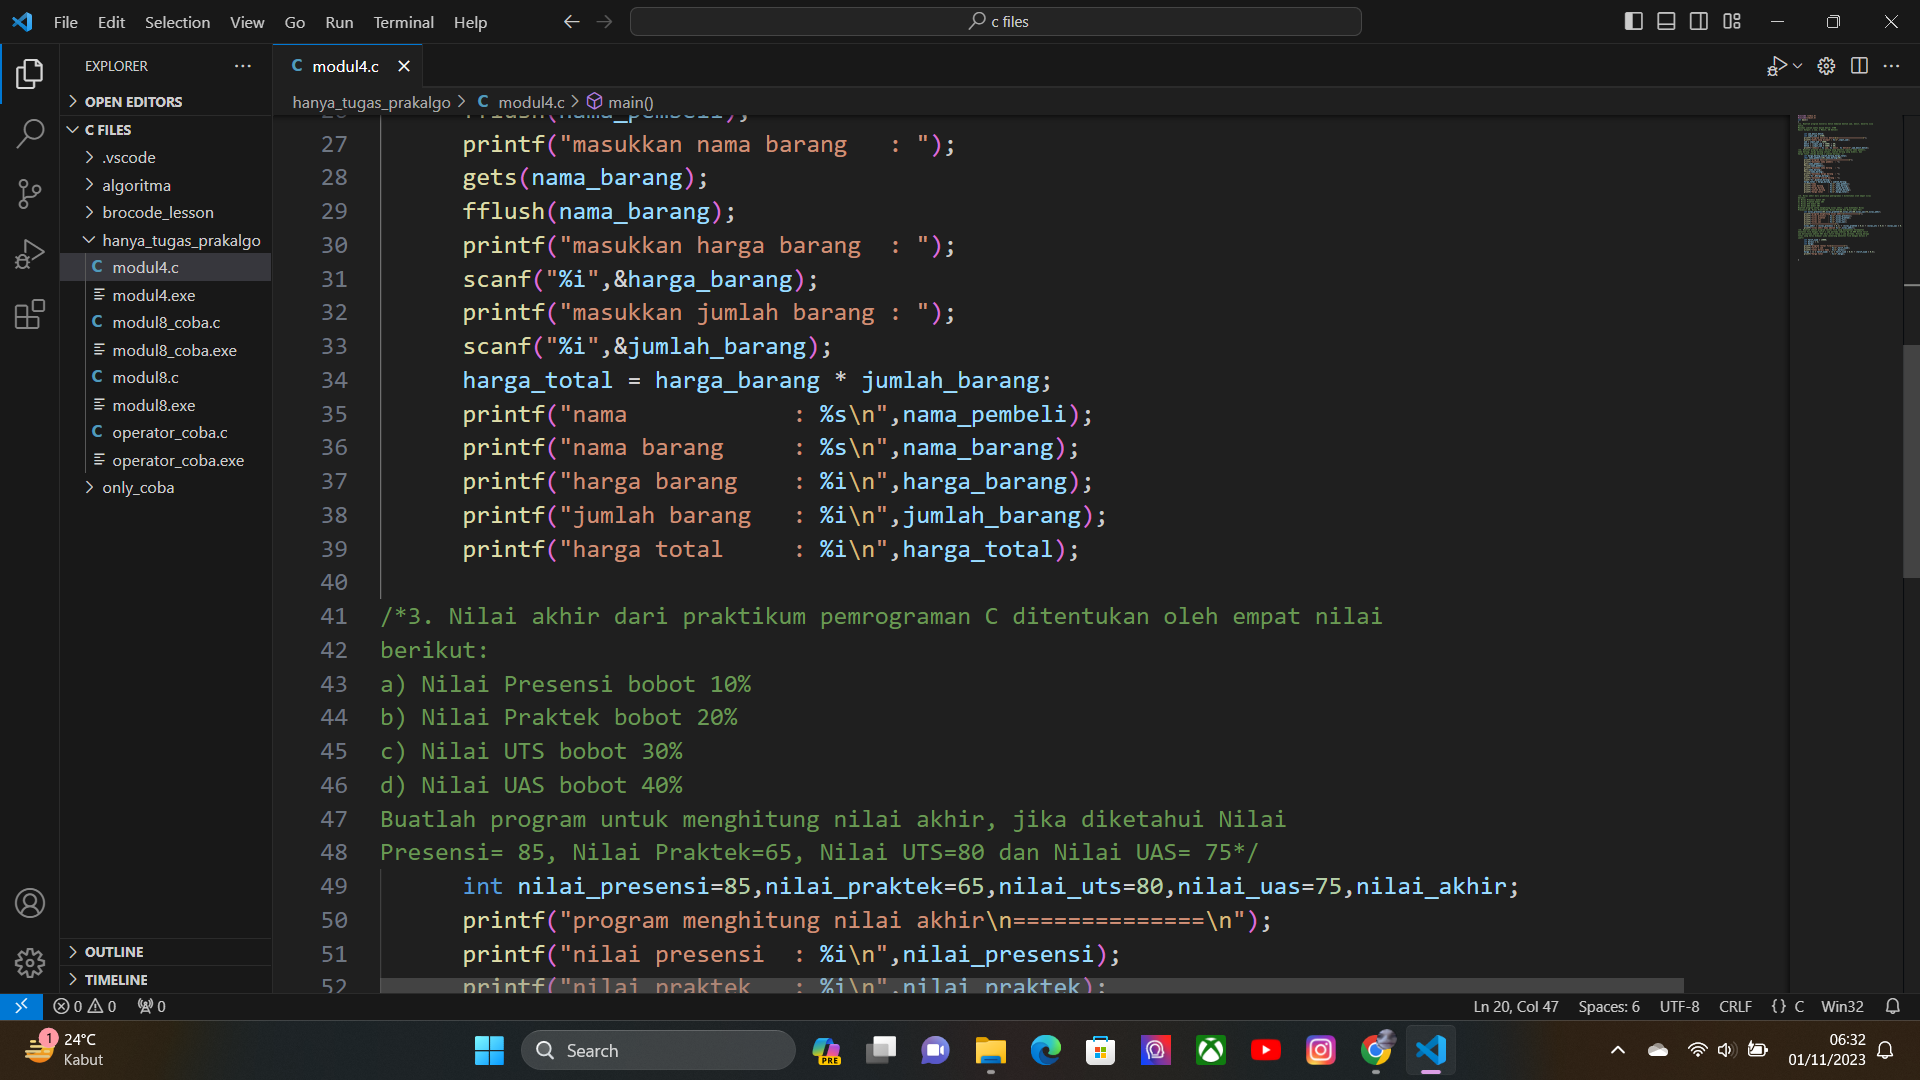 File Edit Selection View Go Run Terminal Help
c files
EXPLORER
modul4.c
OPEN EDITORS
C FILES
.vscode
algoritma
brocode_lesson
hanya_tugas_prakalgo
C modul4.c
modul4.exe
C modul8_coba.c
modul8_coba.exe
C modul8.c
modul8.exe
C operator_coba.c
operator_coba.exe
only_coba
OUTLINE
TIMELINE
hanya_tugas_prakalgo > C modul4.c > main()
26 fflush(nama_pembeli);
27 printf("masukkan nama barang   : ");
28 gets(nama_barang);
29 fflush(nama_barang);
30 printf("masukkan harga barang  : ");
31 scanf("%i",&harga_barang);
32 printf("masukkan jumlah barang : ");
33 scanf("%i",&jumlah_barang);
34 harga_total = harga_barang * jumlah_barang;
35 printf("nama            : %s\n",nama_pembeli);
36 printf("nama barang     : %s\n",nama_barang);
37 printf("harga barang    : %i\n",harga_barang);
38 printf("jumlah barang   : %i\n",jumlah_barang);
39 printf("harga total     : %i\n",harga_total);
40
41 /*3. Nilai akhir dari praktikum pemrograman C ditentukan oleh empat nilai
42 berikut:
43 a) Nilai Presensi bobot 10%
44 b) Nilai Praktek bobot 20%
45 c) Nilai UTS bobot 30%
46 d) Nilai UAS bobot 40%
47 Buatlah program untuk menghitung nilai akhir, jika diketahui Nilai
48 Presensi= 85, Nilai Praktek=65, Nilai UTS=80 dan Nilai UAS= 75*/
49 int nilai_presensi=85,nilai_praktek=65,nilai_uts=80,nilai_uas=75,nilai_akhir;
50 printf("program menghitung nilai akhir\n==============\n");
51 printf("nilai presensi  : %i\n",nilai_presensi);
52 printf("nilai praktek   : %i\n",nilai_praktek);
0 0 0
Ln 20, Col 47 Spaces: 6 UTF-8 CRLF {} C Win32
1
24°C
Kabut
Search
PRE
06:32
01/11/2023